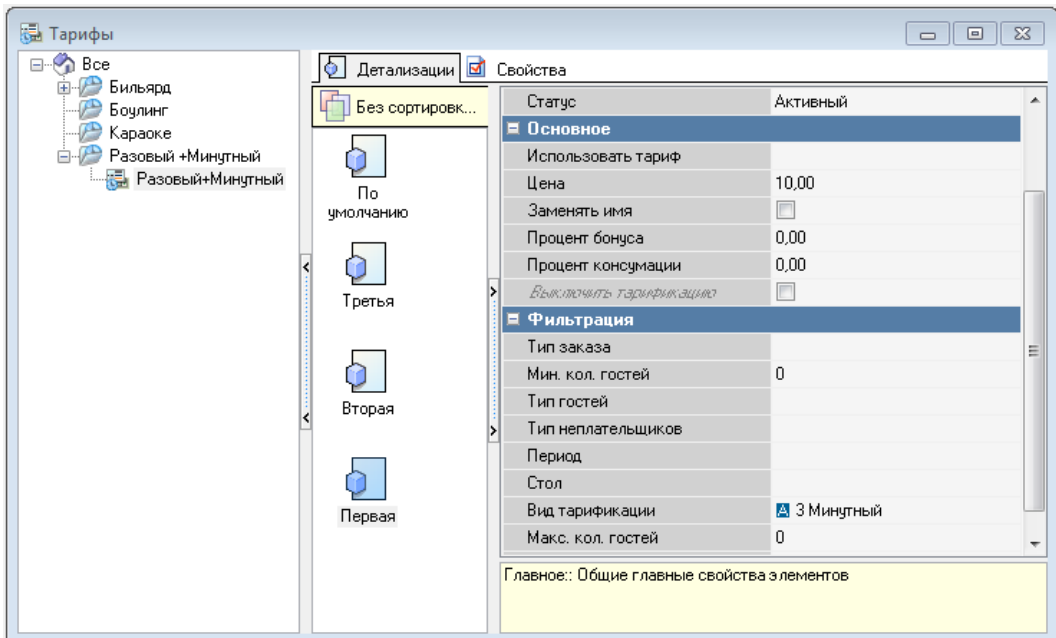 Тарифы
Все
Бильярд
Боулинг
Караоке
Разовый +Минутный
Разовый+Минутный
Детализации
Свойства
Без сортировк...
По
умолчанию
Третья
Вторая
Первая
Статус Активный
Основное
Использовать тариф
Цена 10,00
Заменять имя
Процент бонуса 0,00
Процент консумации 0,00
Выключить тарификацию
Фильтрация
Тип заказа
Мин. кол. гостей 0
Тип гостей
Тип неплательщиков
Период
Стол
Вид тарификации A 3 Минутный
Макс. кол. гостей 0
Главное:: Общие главные свойства элементов